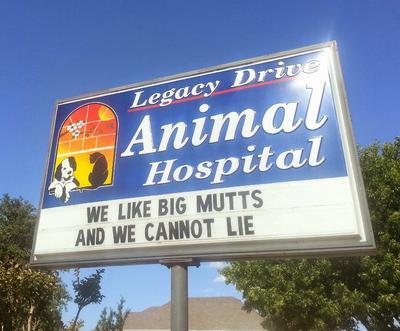 Legacy Drive
Animal
Hospital
WE LIKE BIG MUTTS
AND WE CANNOT LIE